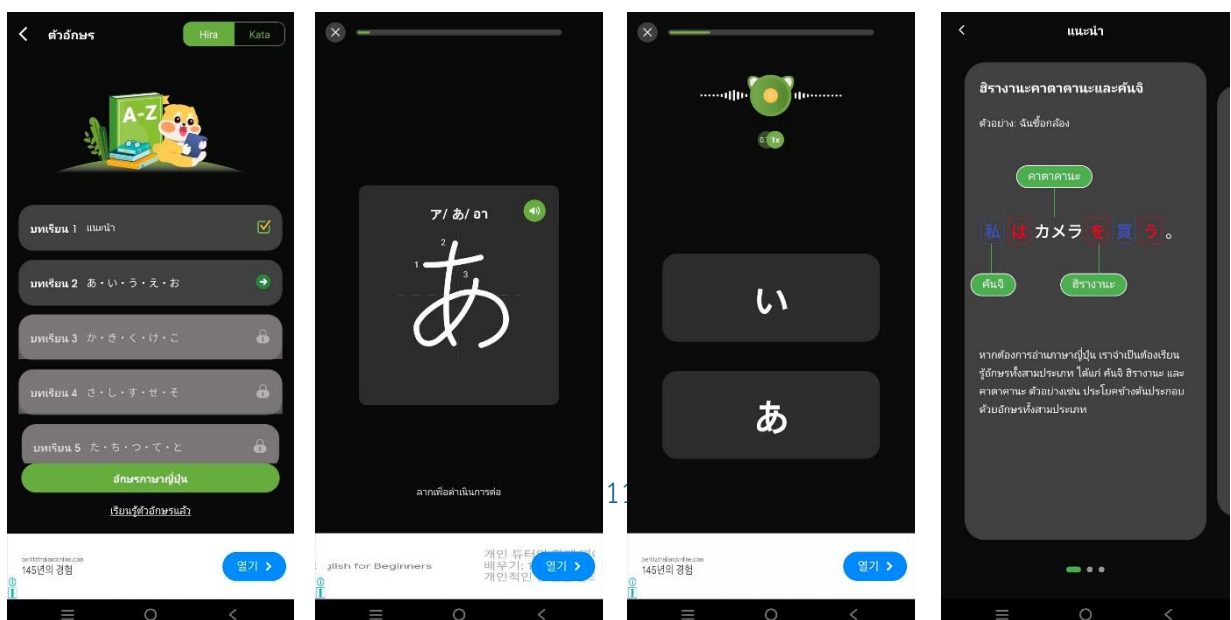 ตัวอักษร
Hira Kata
A-Z
บทเรียน 1 แนะนำ
บทเรียน 2 あ・い・う・え・お
บทเรียน 3 か・き・く・け・こ
บทเรียน 4 さ・し・す・せ・そ
บทเรียน 5 た・ち・つ・て・と
อักษรภาษาญี่ปุ่น
เรียนรู้ตัวอักษรแล้ว
145년의 경험
열기 >
ア/ あ/ อา
1 2 3
あ
ลากเพื่อดำเนินการต่อ
glish for Beginners
개인 튜터
배우기:
개인적인
열기 >
11
1x
い
あ
145년의 경험
열기 >
แนะนำ
ฮิรางานะคาตาคานะและคันจิ
ตัวอย่าง: ฉันซื้อกล้อง
คาตาคานะ
私はカメラを買う。
คันจิ
ฮิรางานะ
หากต้องการอ่านภาษาญี่ปุ่น เราจำเป็นต้องเรียน
รู้อักษรทั้งสามประเภท ได้แก่ คันจิ ฮิรางานะ และ
คาตาคานะ ตัวอย่างเช่น ประโยคข้างต้นประกอบ
ด้วยอักษรทั้งสามประเภท